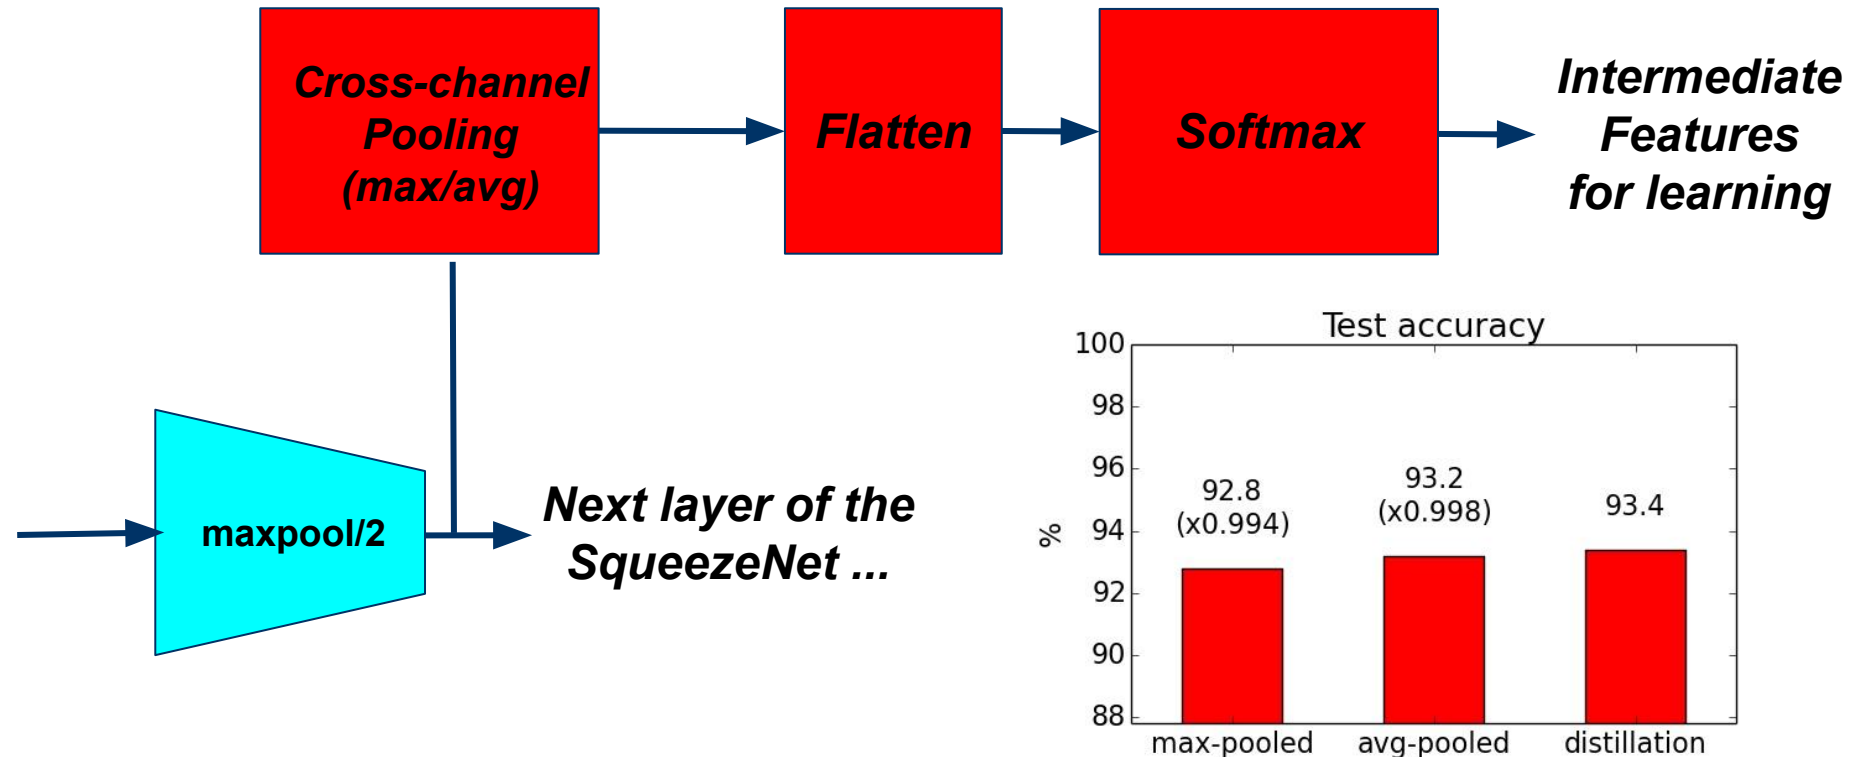 Cross-channel
Pooling
(max/avg)
Flatten
Softmax
Intermediate
Features
for learning
maxpool/2
Next layer of the
SqueezeNet ...
Test accuracy
100
98
96
94
92
90
88
%
92.8
(x0.994)
93.2
(x0.998)
93.4
max-pooled
avg-pooled
distillation